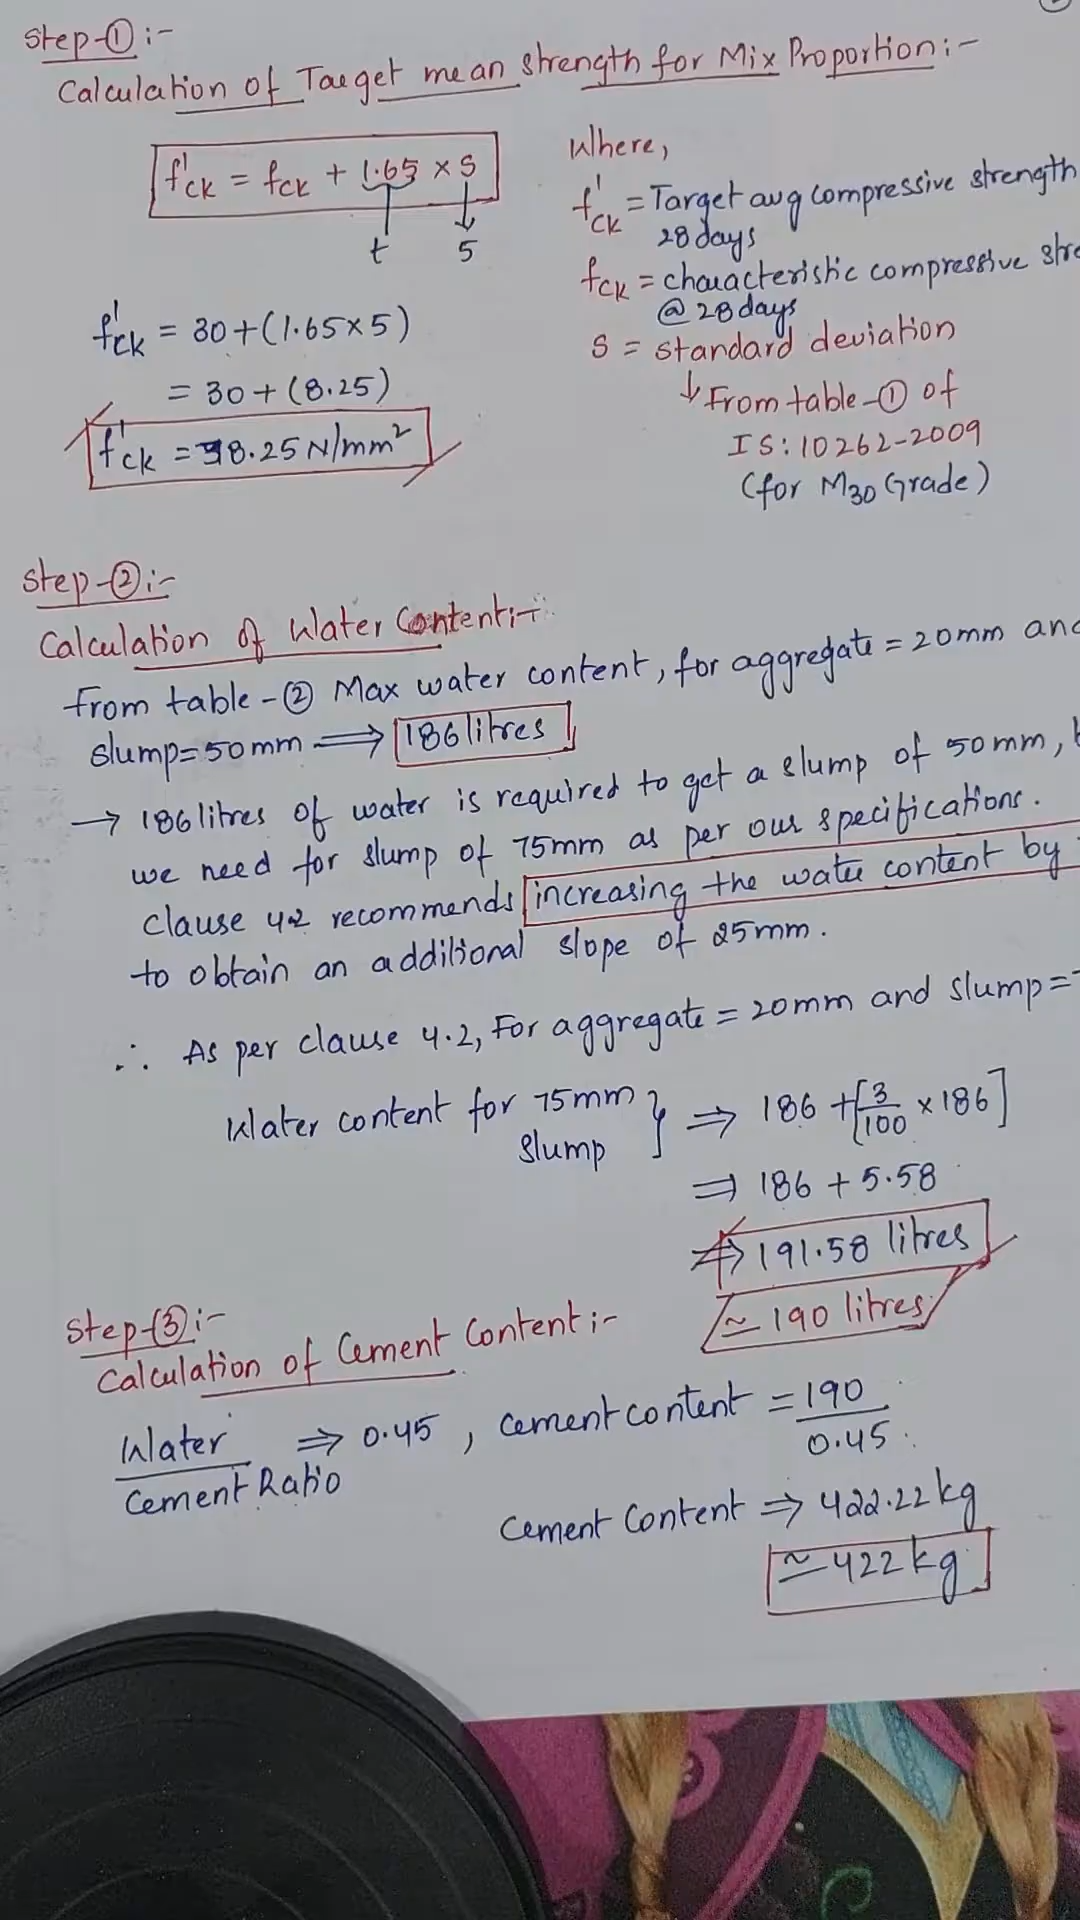 Step-①:-
Calculation of Taeget mean strength for Mix Proportion:-
f'ck = fck + 1.65 × S
t
5
f'ck = 30+(1.65×5)
= 30+(8.25)
f'ck = 38.25 N/mm²
Where,
f'ck = Target avg compressive strength
28 days
fck = characteristic compressive stre
@ 28 days
S = standard deviation
↓ From table-① of
IS:10262-2009
(for M30 Grade)
Step-②:-
Calculation of Water Content:-
From table-② Max water content, for aggregate = 20mm and
slump=50mm ⟹ 186 litres
→ 186 litres of water is required to get a slump of 50mm,
we need for slump of 75mm as per our specifications.
clause 4.2 recommends increasing the water content by
to obtain an additional slope of 25mm.
∴ As per clause 4.2, For aggregate = 20mm and slump=
Water content for 75mm } ⇒ 186 + [3/100 × 186]
Slump
⇒ 186 + 5.58
⇒ 191.58 litres
≃ 190 litres
Step-③:-
Calculation of Cement Content:-
Water / Cement Ratio ⇒ 0.45, cement content = 190/0.45
Cement Content ⇒ 422.22 kg
≃ 422 kg